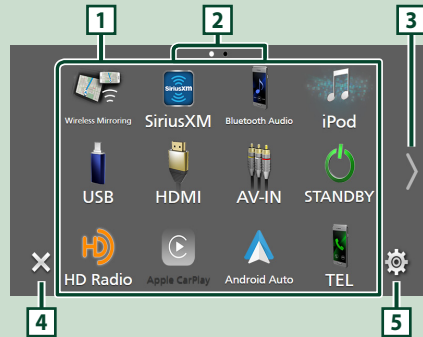 1
2
3
SiriusXM
Wireless Mirroring
SiriusXM
Bluetooth Audio
iPod
USB
HDMI
AV-IN
STANDBY
HD
HD Radio
Apple CarPlay
Android Auto
TEL
4
5